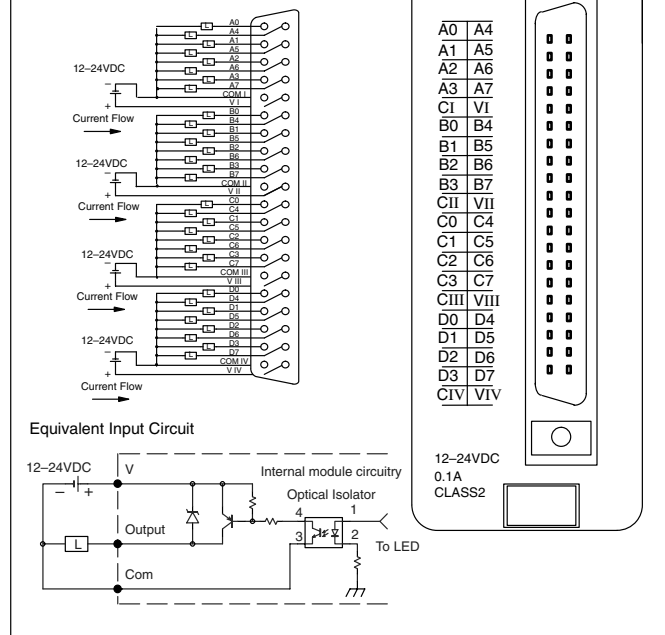 A0
A4
A1
A5
A2
A6
A3
A7
COM I
V I
12–24VDC
– +
Current Flow
B0
B4
B1
B5
B2
B6
B3
B7
COM II
V II
12–24VDC
– +
Current Flow
C0
C4
C1
C5
C2
C6
C3
C7
COM III
V III
12–24VDC
– +
Current Flow
D0
D4
D1
D5
D2
D6
D3
D7
COM IV
V IV
12–24VDC
– +
Current Flow
L L L L L L L L
L L L L L L L L
L L L L L L L L
L L L L L L L L
A0 A4
A1 A5
A2 A6
A3 A7
CI VI
B0 B4
B1 B5
B2 B6
B3 B7
CII VII
C0 C4
C1 C5
C2 C6
C3 C7
CIII VIII
D0 D4
D1 D5
D2 D6
D3 D7
CIV VIV
12–24VDC
0.1A
CLASS2
Equivalent Input Circuit
12–24VDC
– +
V
Internal module circuitry
Optical Isolator
4 1
3 2
To LED
Output
L
Com